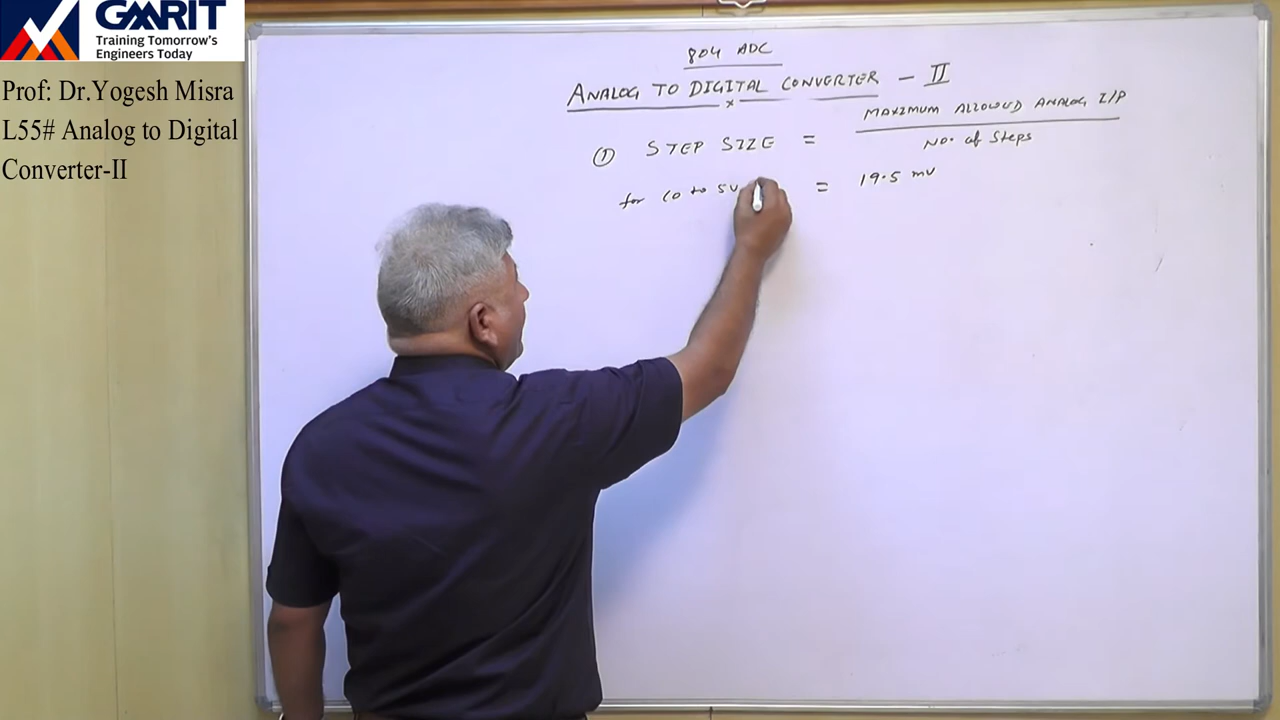 GMRIT
Training Tomorrow's
Engineers Today
Prof: Dr.Yogesh Misra
L55# Analog to Digital
Converter-II
804 ADC
ANALOG TO DIGITAL CONVERTER - II
① STEP SIZE = MAXIMUM ALLOWED ANALOG I/P
No. of Steps
for (0 to 5V = 19.5 mV